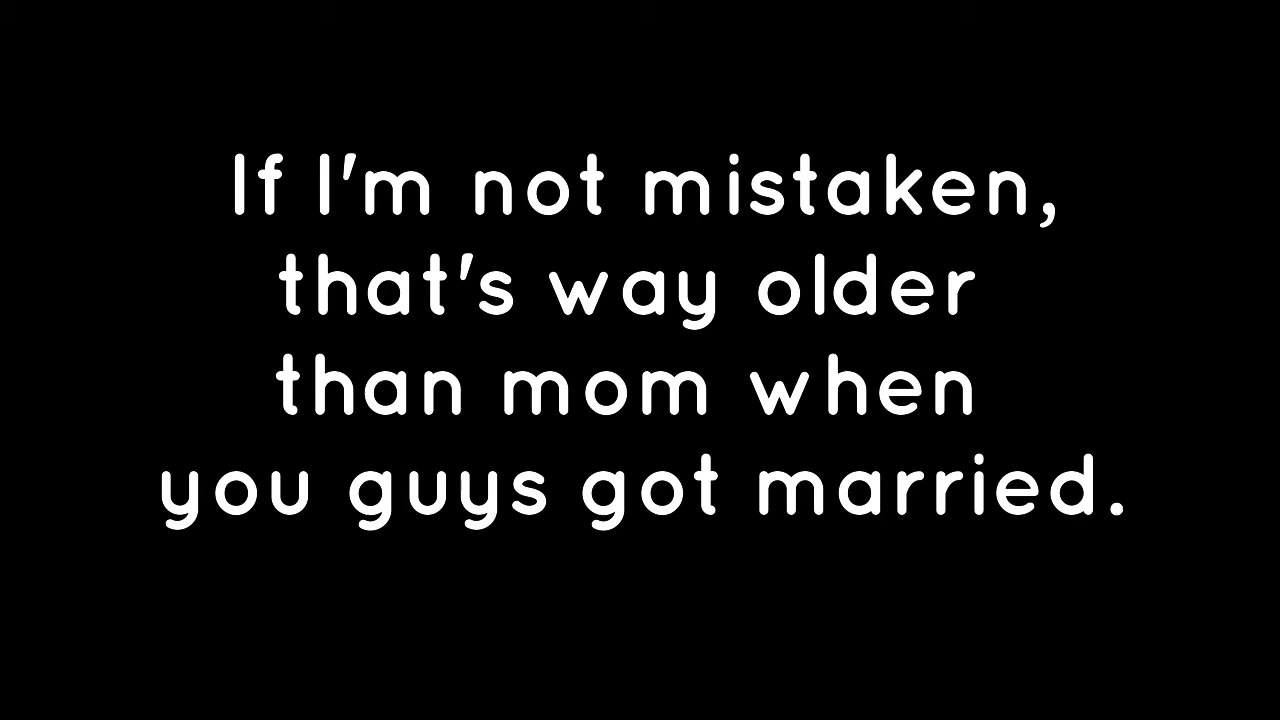 If I'm not mistaken,
that's way older
than mom when
you guys got married.